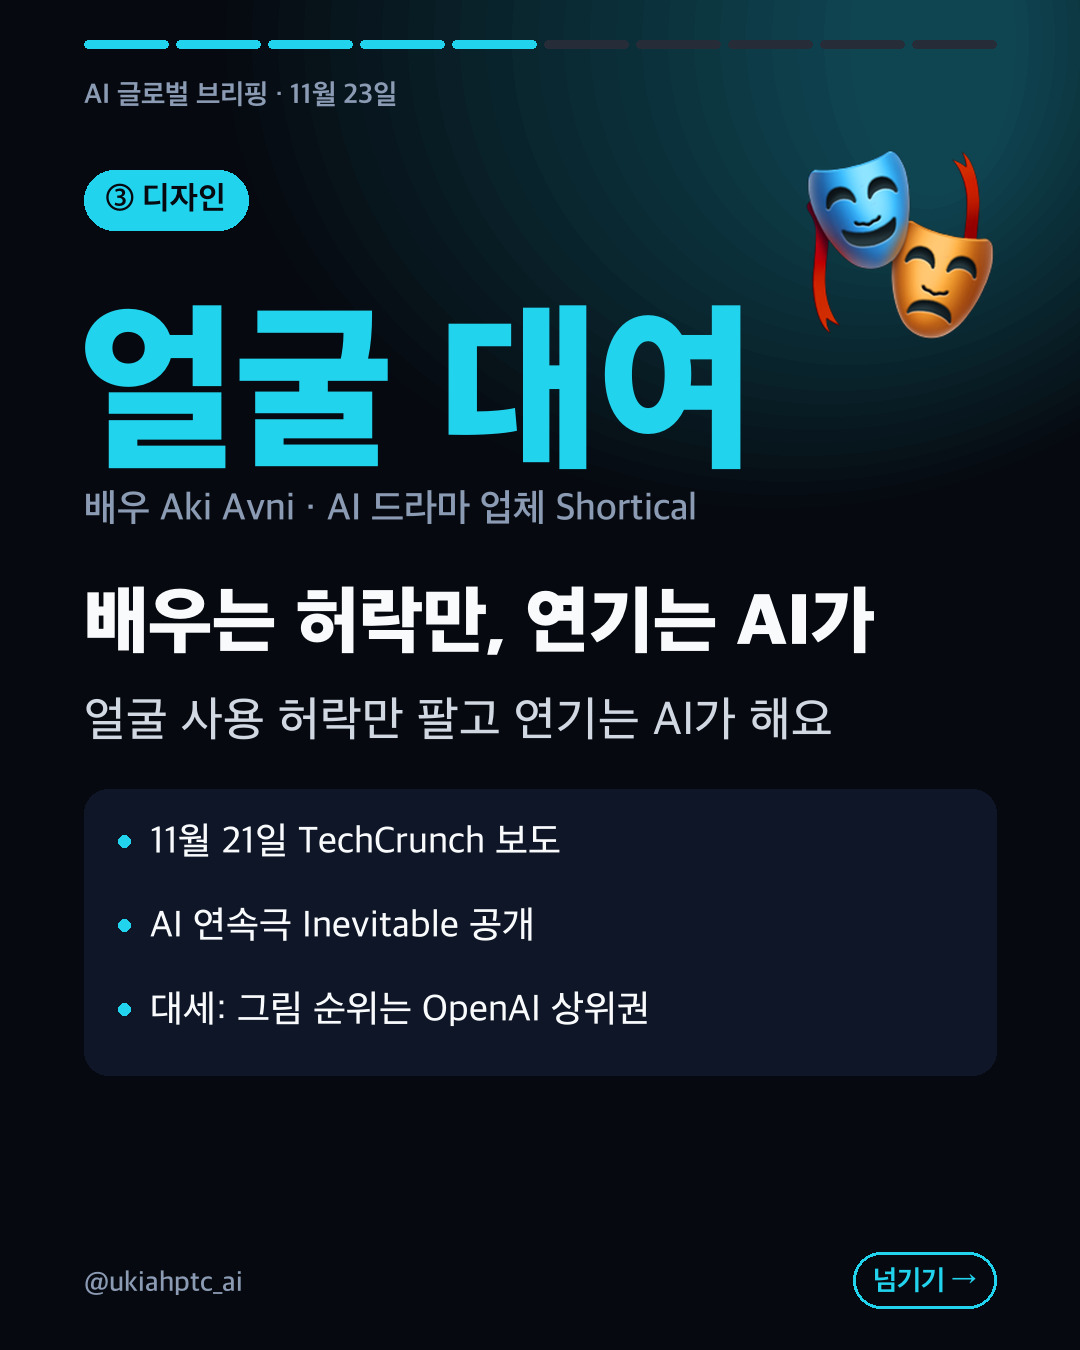 AI 글로벌 브리핑 · 11월 23일
③ 디자인
얼굴 대여
배우 Aki Avni · AI 드라마 업체 Shortical
배우는 허락만, 연기는 AI가
얼굴 사용 허락만 팔고 연기는 AI가 해요
• 11월 21일 TechCrunch 보도
• AI 연속극 Inevitable 공개
• 대세: 그림 순위는 OpenAI 상위권
@ukiahptc_ai
넘기기 →